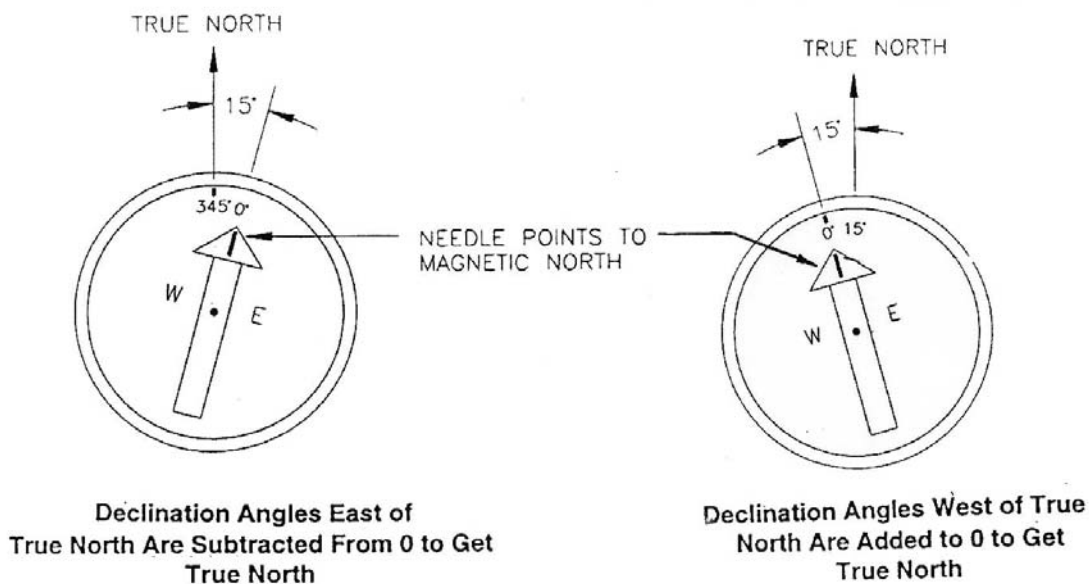 TRUE NORTH
15°
345° 0°
W
E
NEEDLE POINTS TO
MAGNETIC NORTH
TRUE NORTH
15°
0° 15°
W
E
Declination Angles East of
True North Are Subtracted From 0 to Get
True North
Declination Angles West of True
North Are Added to 0 to Get
True North